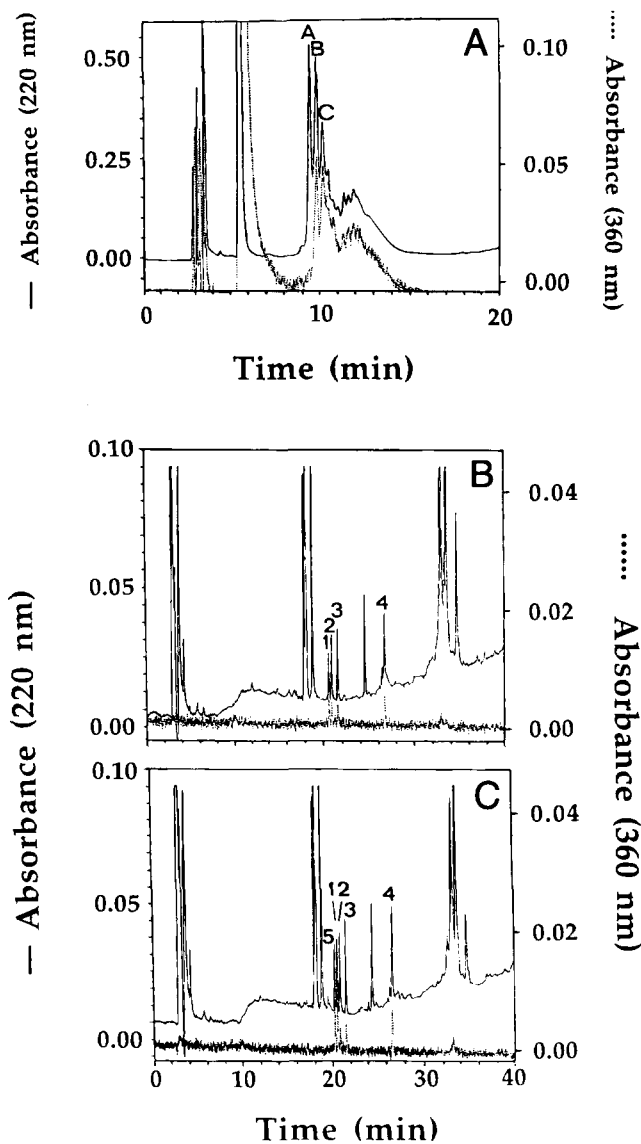 — Absorbance (220 nm)
0.50
0.25
0.00
A
B
C
A
0.10
0.05
0.00
..... Absorbance (360 nm)
0
10
20
Time (min)
— Absorbance (220 nm)
0.10
0.05
0.00
B
1
2
3
4
0.04
0.02
0.00
...... Absorbance (360 nm)
0.10
0.05
0.00
C
5
12
3
4
0.04
0.02
0.00
0
10
20
30
40
Time (min)